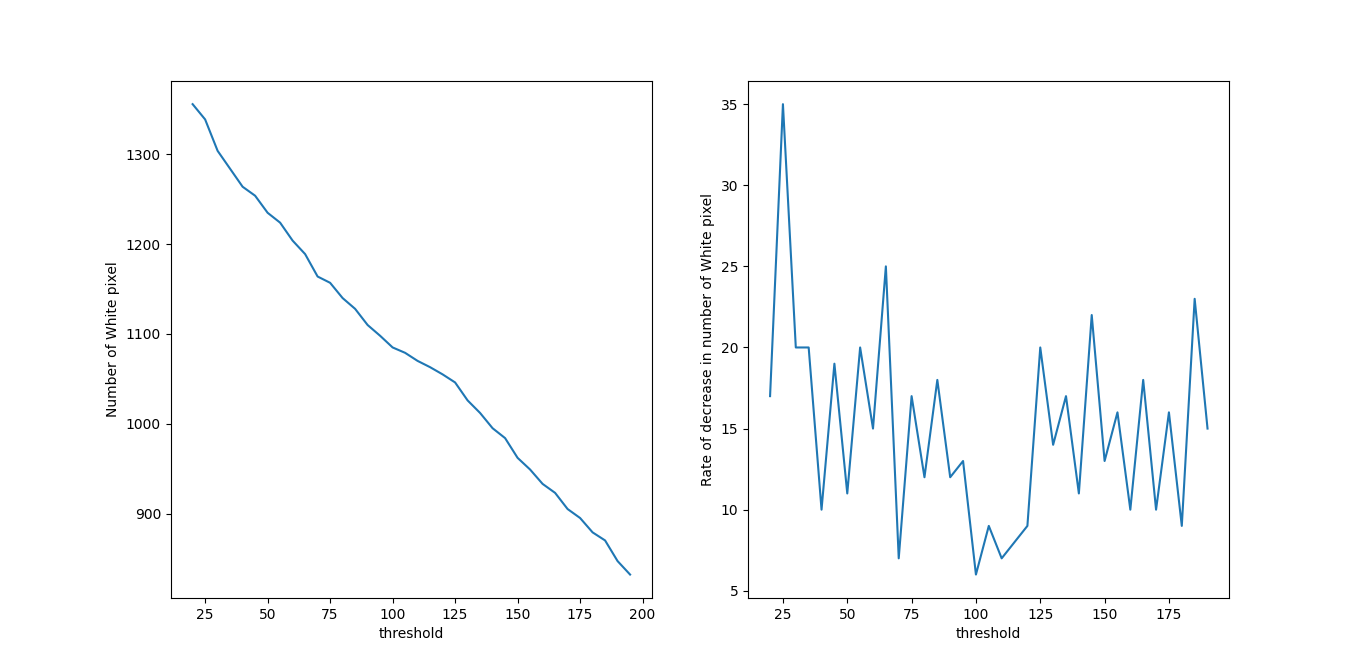 Number of White pixel
1300
1200
1100
1000
900
25 50 75 100 125 150 175 200
threshold
Rate of decrease in number of White pixel
35
30
25
20
15
10
5
25 50 75 100 125 150 175
threshold